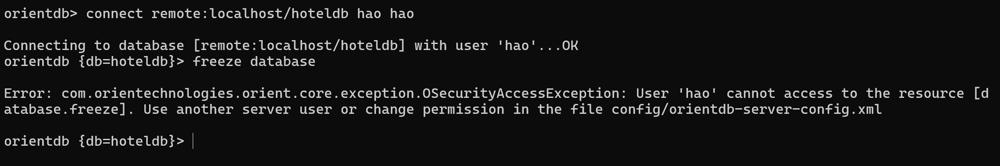 orientdb> connect remote:localhost/hoteldb hao hao
Connecting to database [remote:localhost/hoteldb] with user 'hao'...OK
orientdb {db=hoteldb}> freeze database
Error: com.orientechnologies.orient.core.exception.OSecurityAccessException: User 'hao' cannot access to the resource [d
atabase.freeze]. Use another server user or change permission in the file config/orientdb-server-config.xml
orientdb {db=hoteldb}>